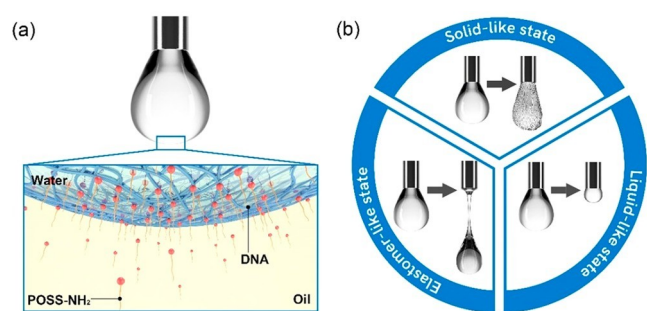 (a)
Water
DNA
POSS-NH₂
Oil
(b)
Solid-like state
Elastomer-like state
Liquid-like state